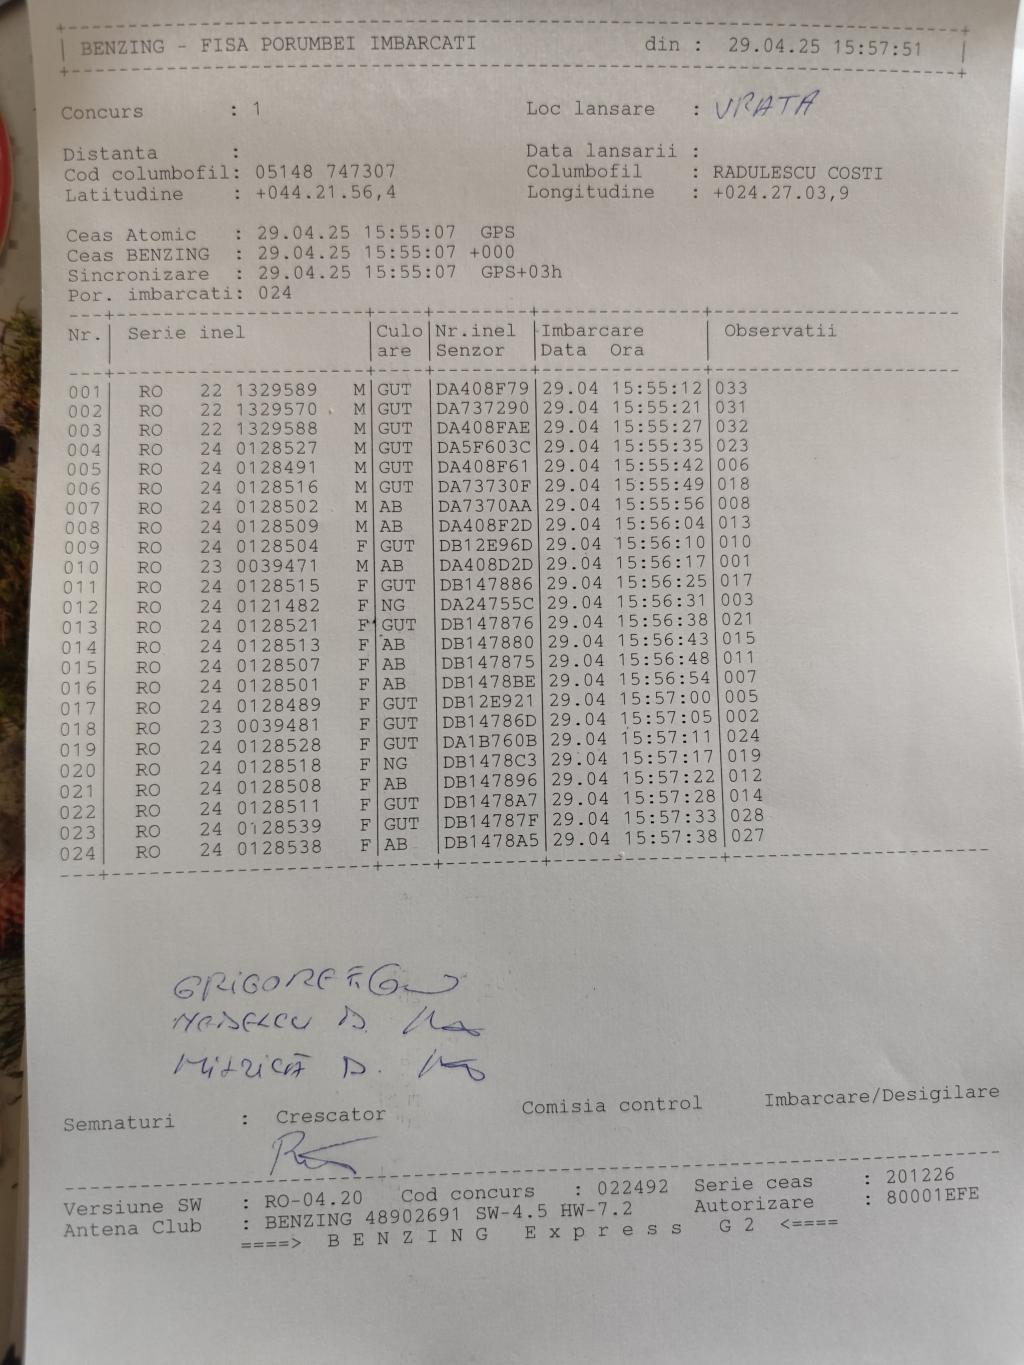 BENZING - FISA PORUMBEI IMBARCATI din : 29.04.25 15:57:51
Concurs : 1 Loc lansare : VRATA
Distanta : Data lansarii :
Cod columbofil: 05148 747307 Columbofil : RADULESCU COSTI
Latitudine : +044.21.56,4 Longitudine : +024.27.03,9
Ceas Atomic : 29.04.25 15:55:07 GPS
Ceas BENZING : 29.04.25 15:55:07 +000
Sincronizare : 29.04.25 15:55:07 GPS+03h
Por. imbarcati: 024
Nr.| Serie inel |Culo|Nr.inel |Imbarcare | Observatii
| |are |Senzor |Data Ora |
001| RO 22 1329589 M|GUT |DA408F79|29.04 15:55:12|033
002| RO 22 1329570 M|GUT |DA737290|29.04 15:55:21|031
003| RO 22 1329588 M|GUT |DA408FAE|29.04 15:55:27|032
004| RO 24 0128527 M|GUT |DA5F603C|29.04 15:55:35|023
005| RO 24 0128491 M|GUT |DA408F61|29.04 15:55:42|006
006| RO 24 0128516 M|GUT |DA73730F|29.04 15:55:49|018
007| RO 24 0128502 M|AB |DA7370AA|29.04 15:55:56|008
008| RO 24 0128509 M|AB |DA408F2D|29.04 15:56:04|013
009| RO 24 0128504 F|GUT |DB12E96D|29.04 15:56:10|010
010| RO 23 0039471 M|AB |DA408D2D|29.04 15:56:17|001
011| RO 24 0128515 F|GUT |DB147886|29.04 15:56:25|017
012| RO 24 0121482 F|NG |DA24755C|29.04 15:56:31|003
013| RO 24 0128521 F|GUT |DB147876|29.04 15:56:38|021
014| RO 24 0128513 F|AB |DB147880|29.04 15:56:43|015
015| RO 24 0128507 F|AB |DB147875|29.04 15:56:48|011
016| RO 24 0128501 F|AB |DB1478BE|29.04 15:56:54|007
017| RO 24 0128489 F|GUT |DB12E921|29.04 15:57:00|005
018| RO 23 0039481 F|GUT |DB14786D|29.04 15:57:05|002
019| RO 24 0128528 F|GUT |DA1B760B|29.04 15:57:11|024
020| RO 24 0128518 F|NG |DB1478C3|29.04 15:57:17|019
021| RO 24 0128508 F|AB |DB147896|29.04 15:57:22|012
022| RO 24 0128511 F|GUT |DB1478A7|29.04 15:57:28|014
023| RO 24 0128539 F|GUT |DB14787F|29.04 15:57:33|028
024| RO 24 0128538 F|AB |DB1478A5|29.04 15:57:38|027
GRIGORE F.
NEDELCU D.
MITRICĂ D.
Semnaturi : Crescator Comisia control Imbarcare/Desigilare
Versiune SW : RO-04.20 Cod concurs : 022492 Serie ceas : 201226
Antena Club : BENZING 48902691 SW-4.5 HW-7.2 Autorizare : 80001EFE
====> B E N Z I N G E x p r e s s G 2 <====